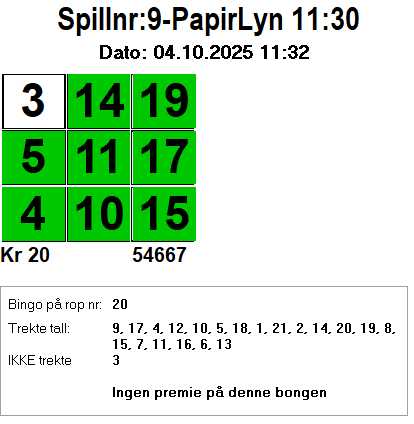 Spillnr:9-PapirLyn 11:30
Dato: 04.10.2025 11:32
3 14 19
5 11 17
4 10 15
Kr 20 54667
Bingo på rop nr: 20
Trekte tall: 9, 17, 4, 12, 10, 5, 18, 1, 21, 2, 14, 20, 19, 8,
15, 7, 11, 16, 6, 13
IKKE trekte 3
Ingen premie på denne bongen